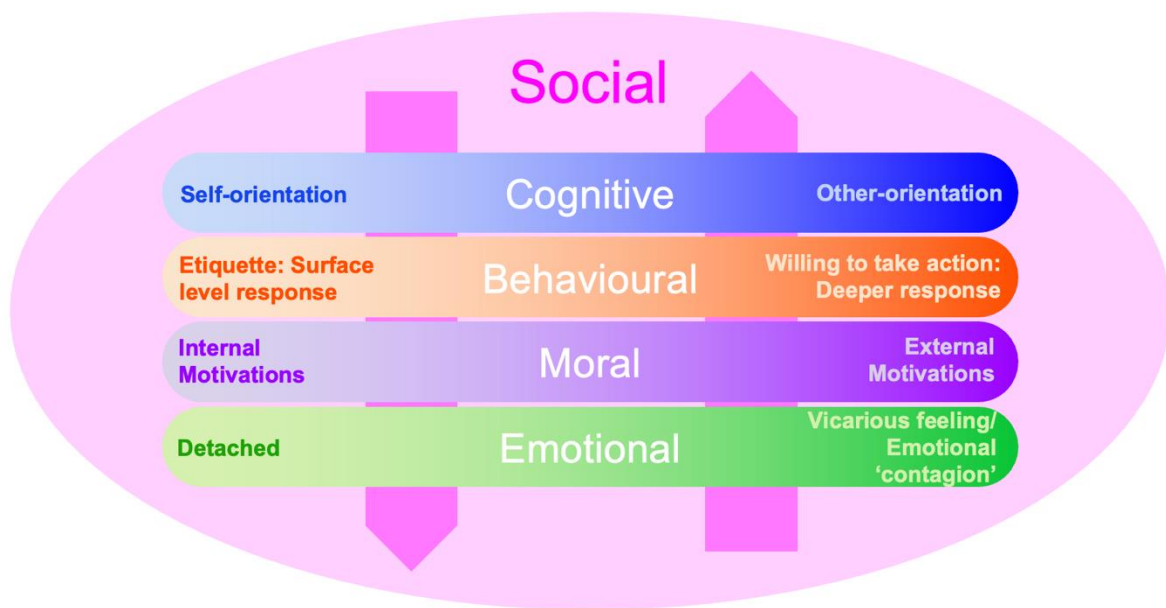 Social
Self-orientation
Cognitive
Other-orientation
Etiquette: Surface
level response
Behavioural
Willing to take action:
Deeper response
Internal
Motivations
Moral
External
Motivations
Detached
Emotional
Vicarious feeling/
Emotional
‘contagion’